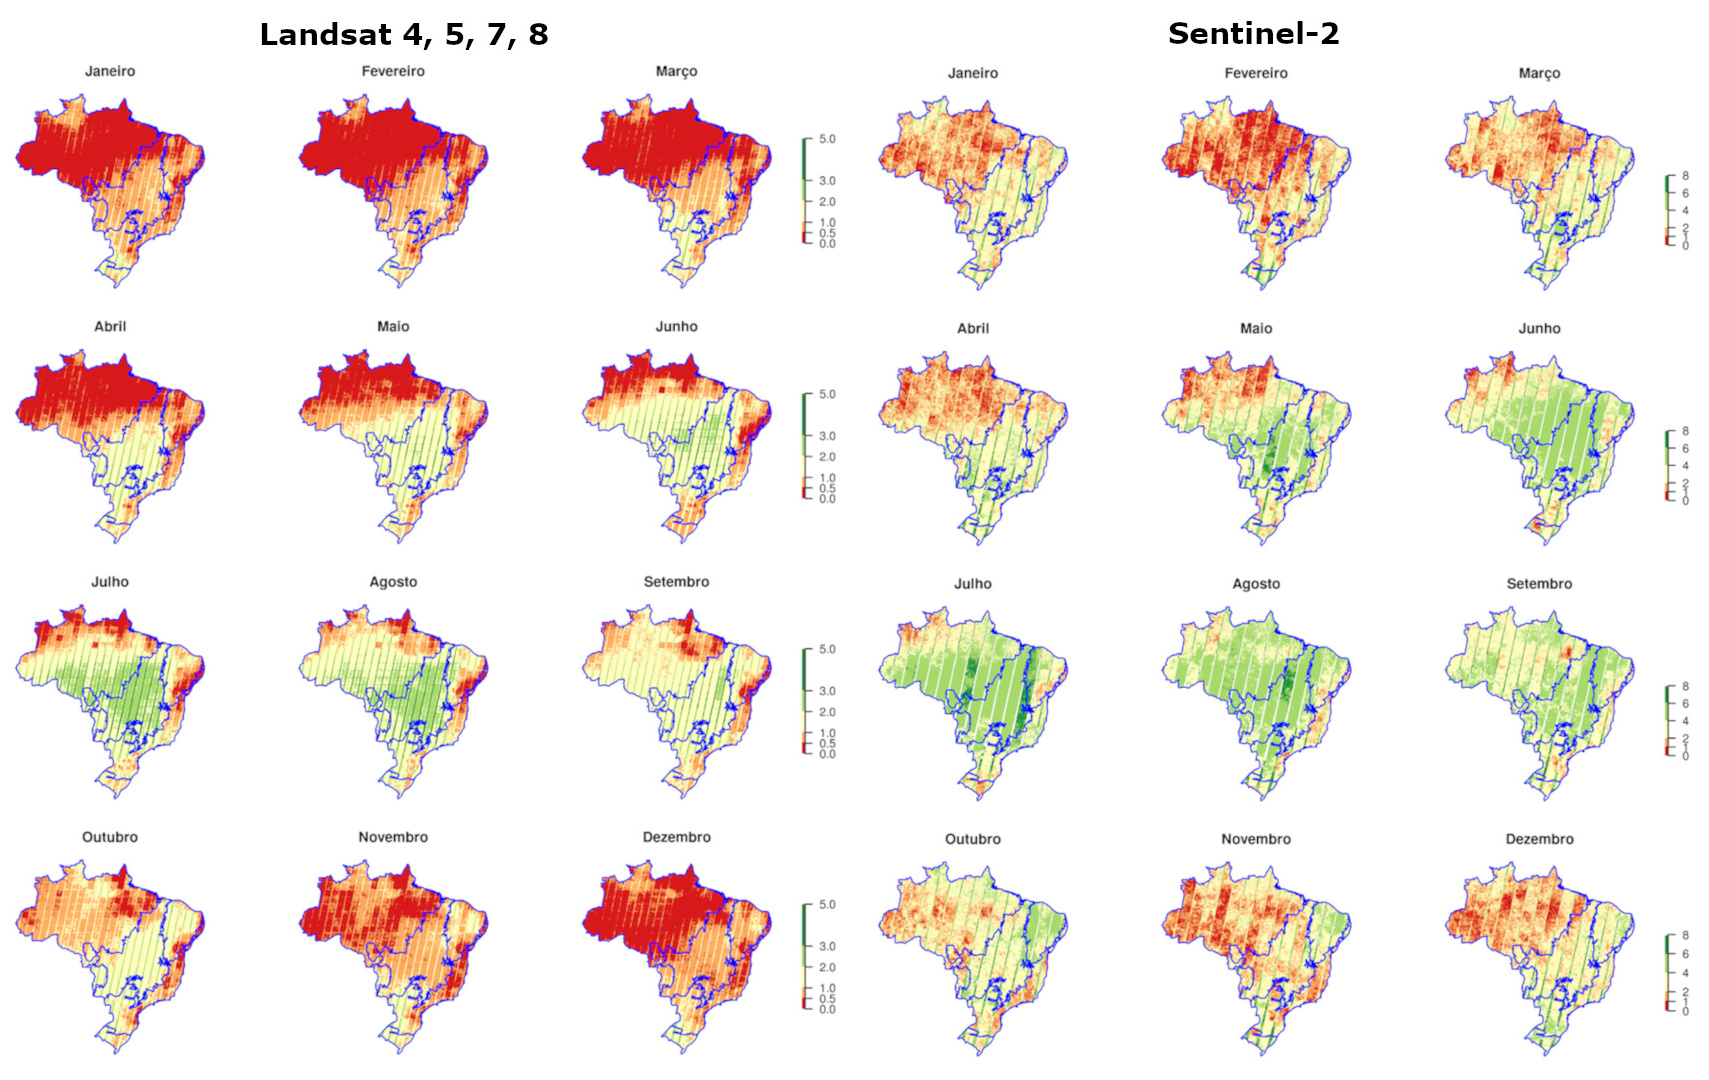 Landsat 4, 5, 7, 8
Sentinel-2
Janeiro
Fevereiro
Março
Janeiro
Fevereiro
Março
5.0
3.0
2.0
1.0
0.5
0.0
8
6
4
2
1
0
Abril
Maio
Junho
Abril
Maio
Junho
5.0
3.0
2.0
1.0
0.5
0.0
8
6
4
2
1
0
Julho
Agosto
Setembro
Julho
Agosto
Setembro
5.0
3.0
2.0
1.0
0.5
0.0
8
6
4
2
1
0
Outubro
Novembro
Dezembro
Outubro
Novembro
Dezembro
5.0
3.0
2.0
1.0
0.5
0.0
8
6
4
2
1
0